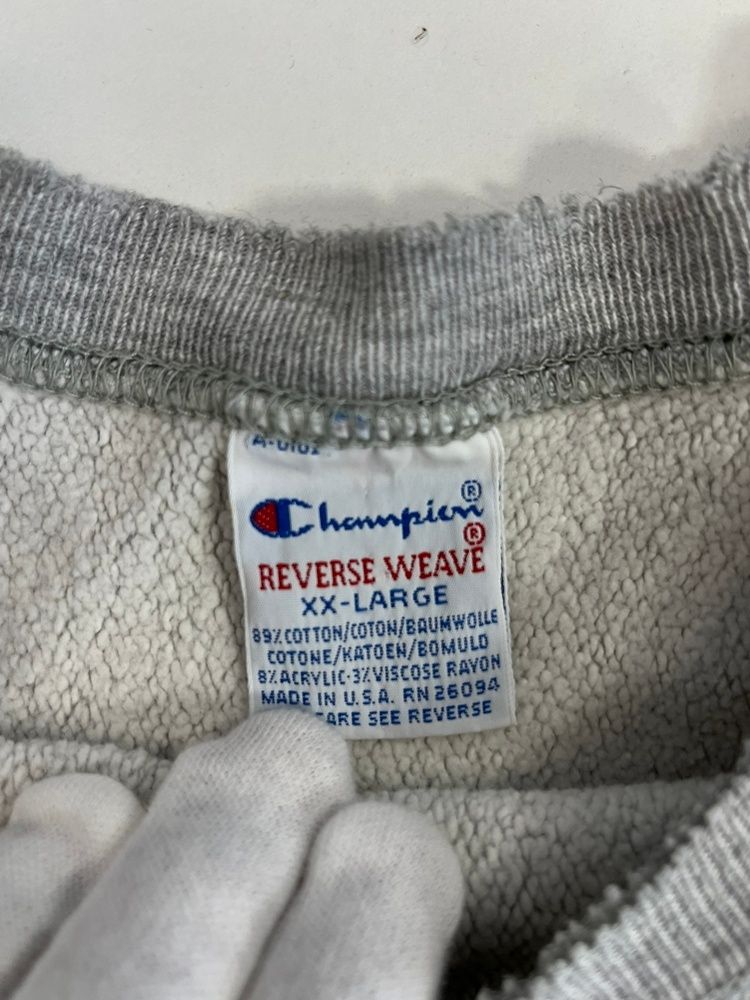 Champion®
®
REVERSE WEAVE
XX-LARGE
89% COTTON/COTON/BAUMWOLLE
COTONE/KATOEN/BOMULD
8% ACRYLIC·3% VISCOSE RAYON
MADE IN U.S.A. RN 26094
SEE REVERSE